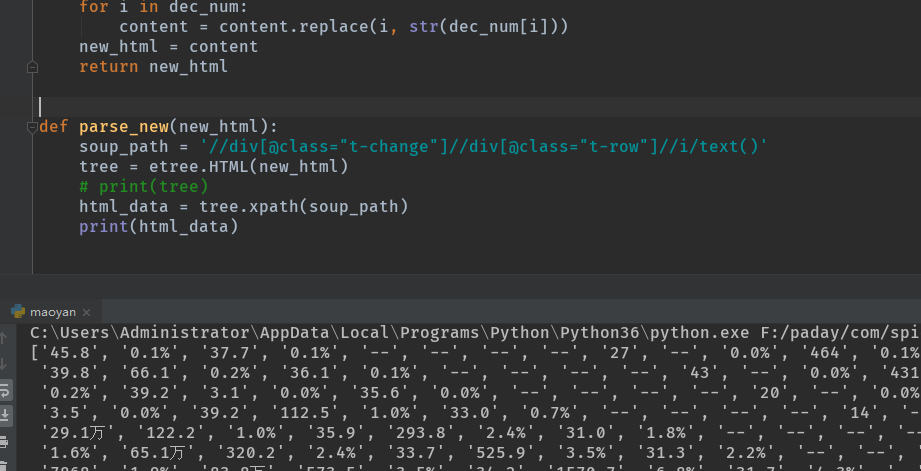 for i in dec_num:
content = content.replace(i, str(dec_num[i]))
new_html = content
return new_html
def parse_new(new_html):
soup_path = '//div[@class="t-change"]//div[@class="t-row"]//i/text()'
tree = etree.HTML(new_html)
# print(tree)
html_data = tree.xpath(soup_path)
print(html_data)
maoyan
C:\Users\Administrator\AppData\Local\Programs\Python\Python36\python.exe F:/paday/com/spi
['45.8', '0.1%', '37.7', '0.1%', '--', '--', '--', '--', '27', '--', '0.0%', '464', '0.1%
'39.8', '66.1', '0.2%', '36.1', '0.1%', '--', '--', '--', '--', '43', '--', '0.0%', '431
'0.2%', '39.2', '3.1', '0.0%', '35.6', '0.0%', '--', '--', '--', '--', '20', '--', '0.0%
'3.5', '0.0%', '39.2', '112.5', '1.0%', '33.0', '0.7%', '--', '--', '--', '--', '14', '--
'29.1万', '122.2', '1.0%', '35.9', '293.8', '2.4%', '31.0', '1.8%', '--', '--', '--', '--
'1.6%', '65.1万', '320.2', '2.4%', '33.7', '525.9', '3.5%', '31.3', '2.2%', '--', '--',